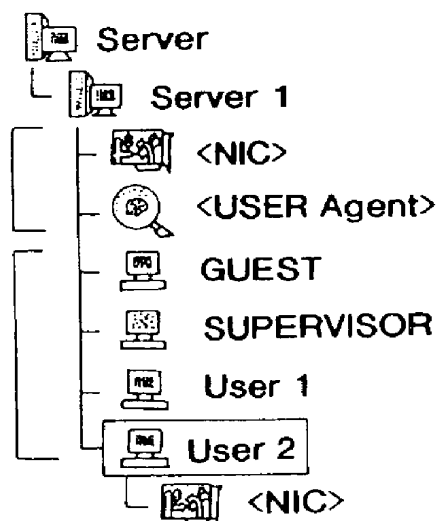 Server
Server 1
<NIC>
<USER Agent>
GUEST
SUPERVISOR
User 1
User 2
<NIC>